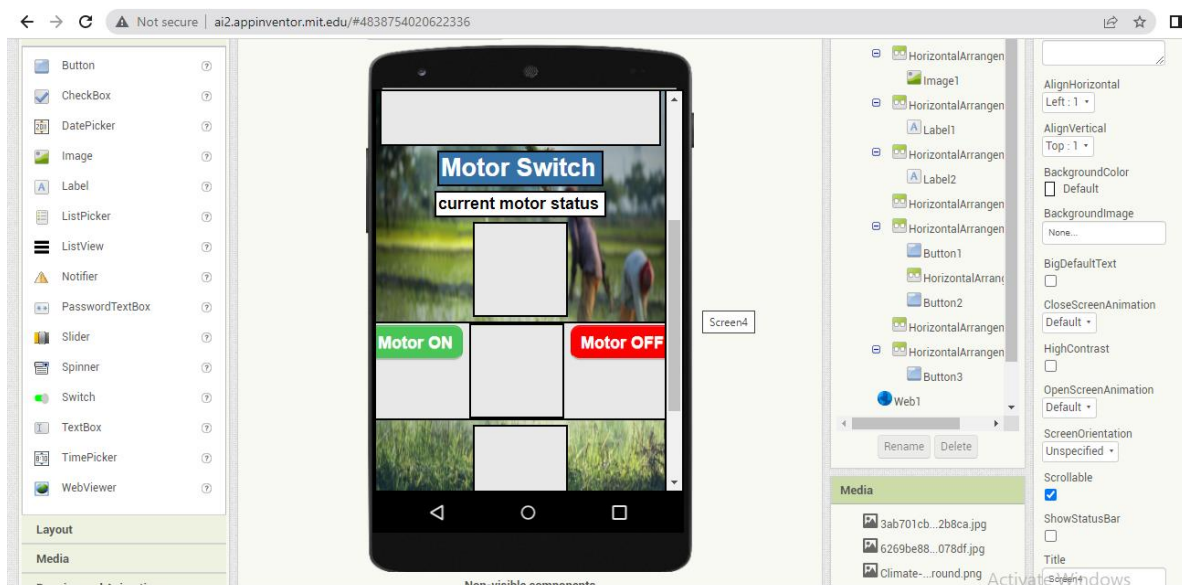 Not secure | ai2.appinventor.mit.edu/#4838754020622336
Button
CheckBox
DatePicker
Image
Label
ListPicker
ListView
Notifier
PasswordTextBox
Slider
Spinner
Switch
TextBox
TimePicker
WebViewer
Layout
Media
Motor Switch
current motor status
Motor ON
Motor OFF
Screen4
HorizontalArrangen
Image1
HorizontalArrangen
Label1
HorizontalArrangen
Label2
HorizontalArrangen
HorizontalArrangen
Button1
HorizontalArrang
Button2
HorizontalArrangen
HorizontalArrangen
Button3
Web1
Rename Delete
Media
3ab701cb...2b8ca.jpg
6269be88...078df.jpg
Climate-...round.png
AlignHorizontal
Left : 1
AlignVertical
Top : 1
BackgroundColor
Default
BackgroundImage
None...
BigDefaultText
CloseScreenAnimation
Default
HighContrast
OpenScreenAnimation
Default
ScreenOrientation
Unspecified
Scrollable
ShowStatusBar
Title
Screen4
Activate Windows